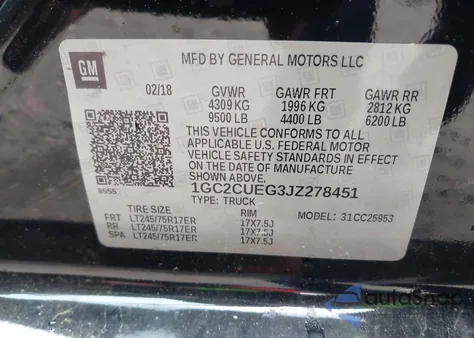 GM
MFD BY GENERAL MOTORS LLC
02/18
GVWR GAWR FRT GAWR RR
4309 KG 1996 KG 2812 KG
9500 LB 4400 LB 6200 LB
THIS VEHICLE CONFORMS TO ALL
APPLICABLE U.S. FEDERAL MOTOR
VEHICLE SAFETY STANDARDS IN EFFECT
ON THE DATE OF MANUFACTURE
SHOWN ABOVE.
1GC2CUEG3JZ278451
TYPE: TRUCK
MODEL: 31CC25953
TIRE SIZE RIM
FRT LT245/75R17ER 17X7.5J
RR LT245/75R17ER 17X7.5J
SPA LT245/75R17ER 17X7.5J
autoSnap